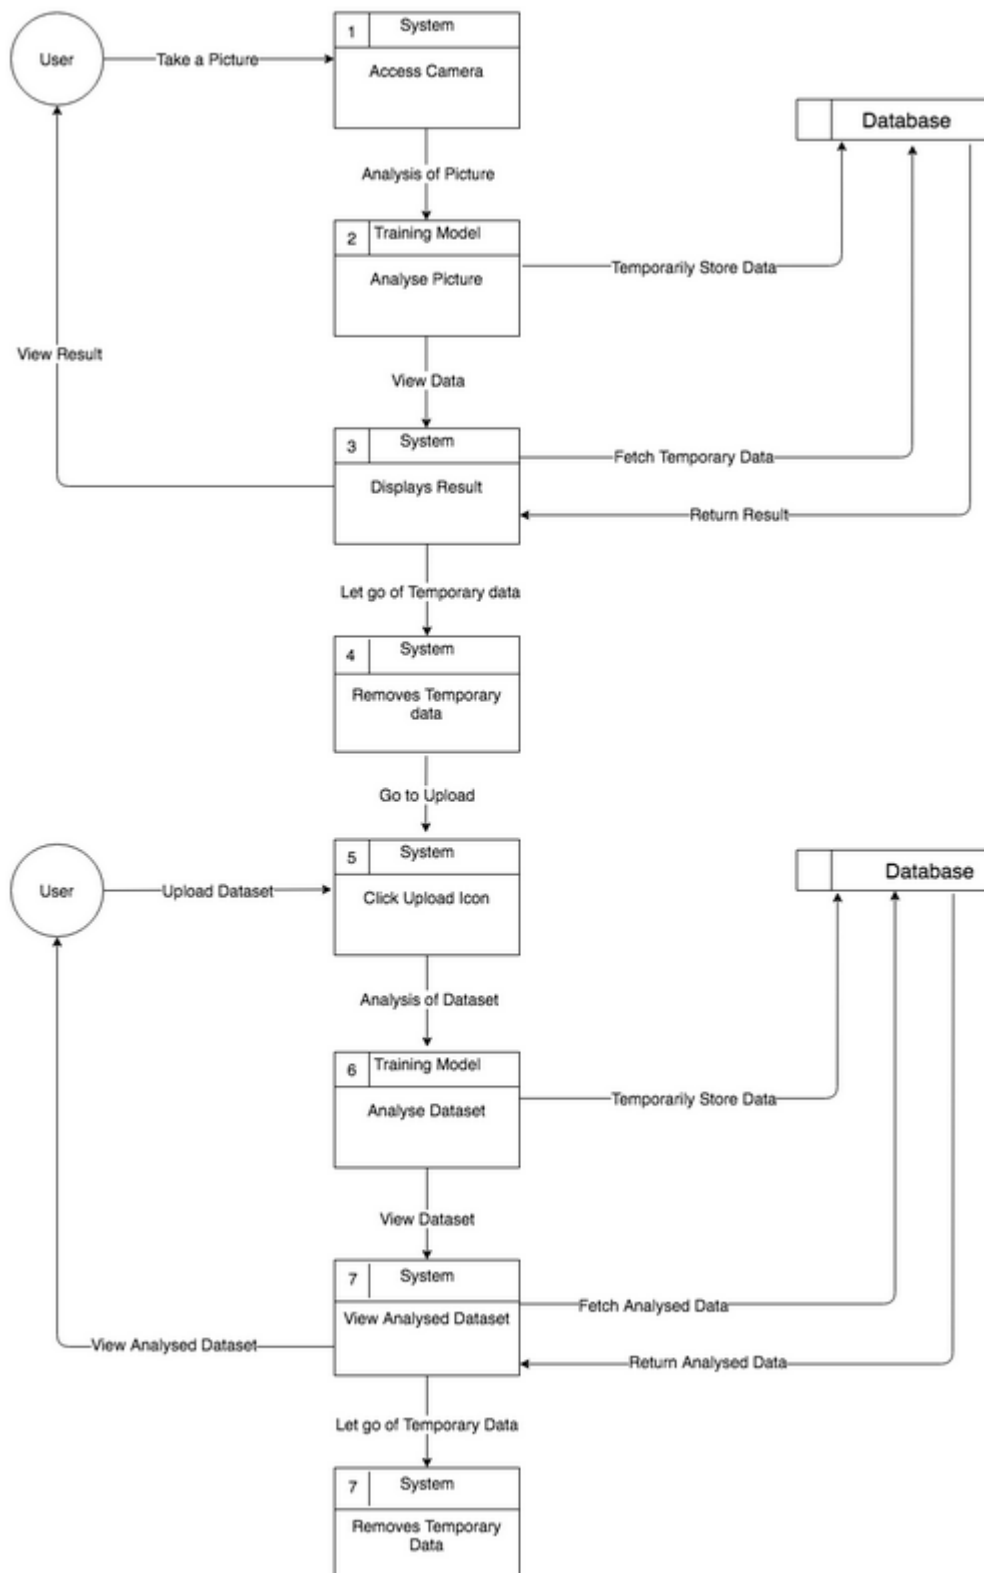 User
Take a Picture
1
System
Access Camera
Database
Analysis of Picture
2
Training Model
Analyse Picture
Temporarily Store Data
View Result
View Data
3
System
Displays Result
Fetch Temporary Data
Return Result
Let go of Temporary data
4
System
Removes Temporary
data
Go to Upload
User
Upload Dataset
5
System
Click Upload Icon
Database
Analysis of Dataset
6
Training Model
Analyse Dataset
Temporarily Store Data
View Dataset
7
System
View Analysed Dataset
Fetch Analysed Data
View Analysed Dataset
Return Analysed Data
Let go of Temporary Data
7
System
Removes Temporary
Data